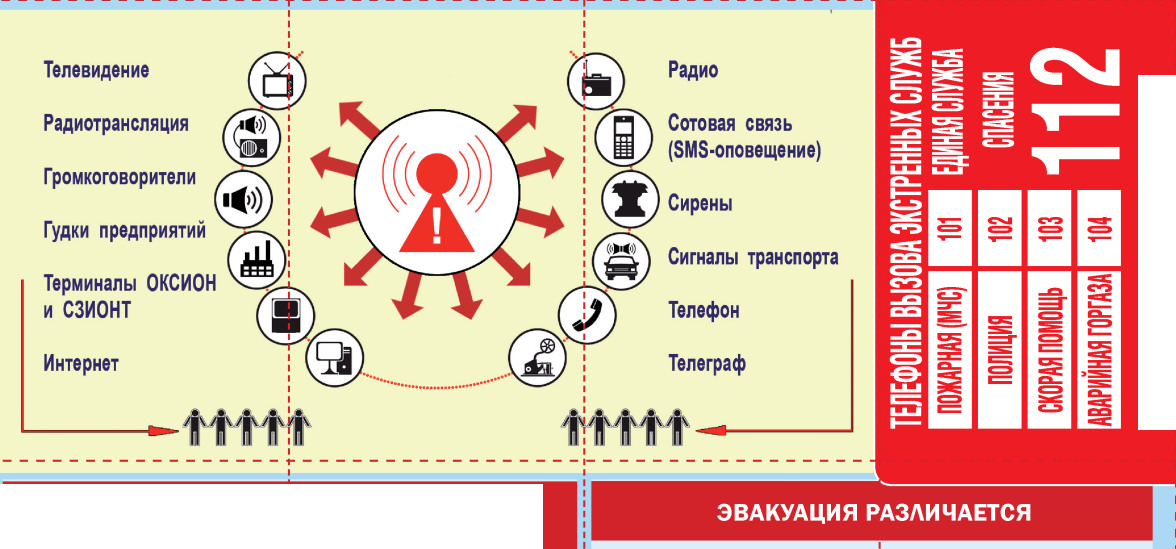 Телевидение
Радиотрансляция
Громкоговорители
Гудки предприятий
Терминалы ОКСИОН
и СЗИОНТ
Интернет
!
Радио
Сотовая связь
(SMS-оповещение)
Сирены
Сигналы транспорта
Телефон
Телеграф
ТЕЛЕФОНЫ ВЫЗОВА ЭКСТРЕННЫХ СЛУЖБ
ПОЖАРНАЯ (МЧС) 101
ПОЛИЦИЯ 102
СКОРАЯ ПОМОЩЬ 103
АВАРИЙНАЯ ГОРГАЗА 104
ЕДИНАЯ СЛУЖБА
СПАСЕНИЯ
112
ЭВАКУАЦИЯ РАЗЛИЧАЕТСЯ